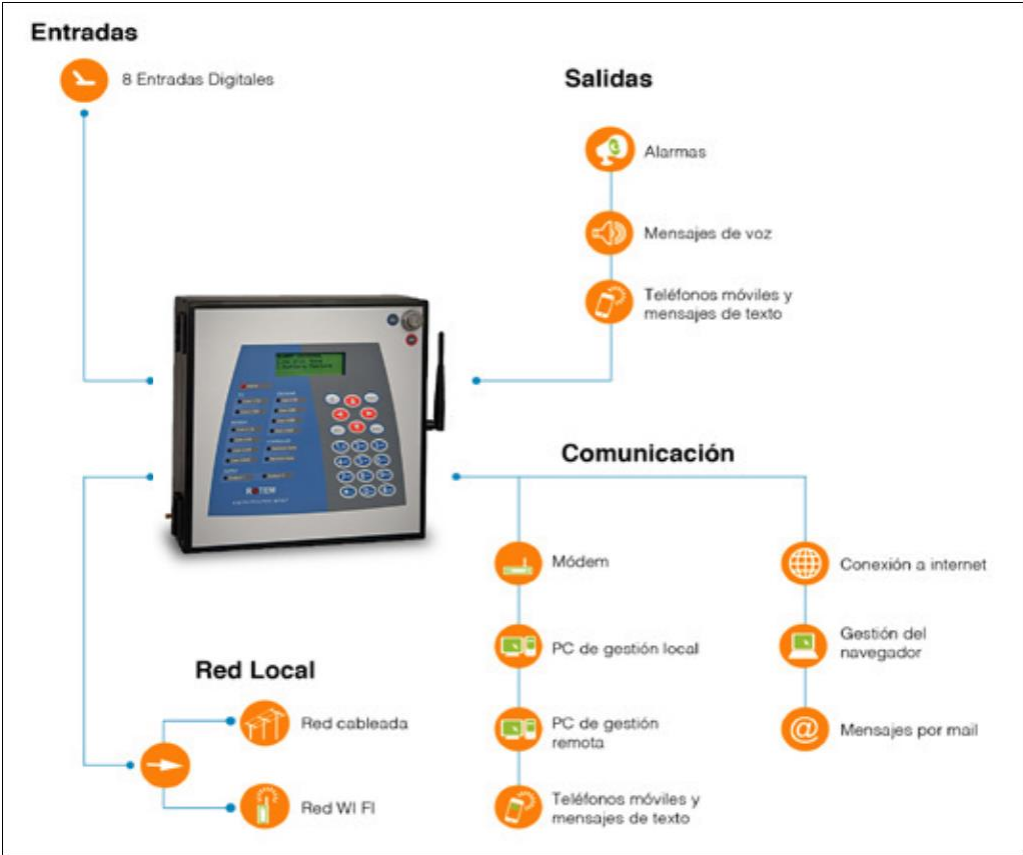 Entradas
8 Entradas Digitales
Salidas
Alarmas
Mensajes de voz
Teléfonos móviles y
mensajes de texto
ROTEM
Comunicación
Módem
PC de gestión local
PC de gestión
remota
Teléfonos móviles y
mensajes de texto
Conexión a internet
Gestión del
navegador
@ Mensajes por mail
Red Local
Red cableada
Red WI FI